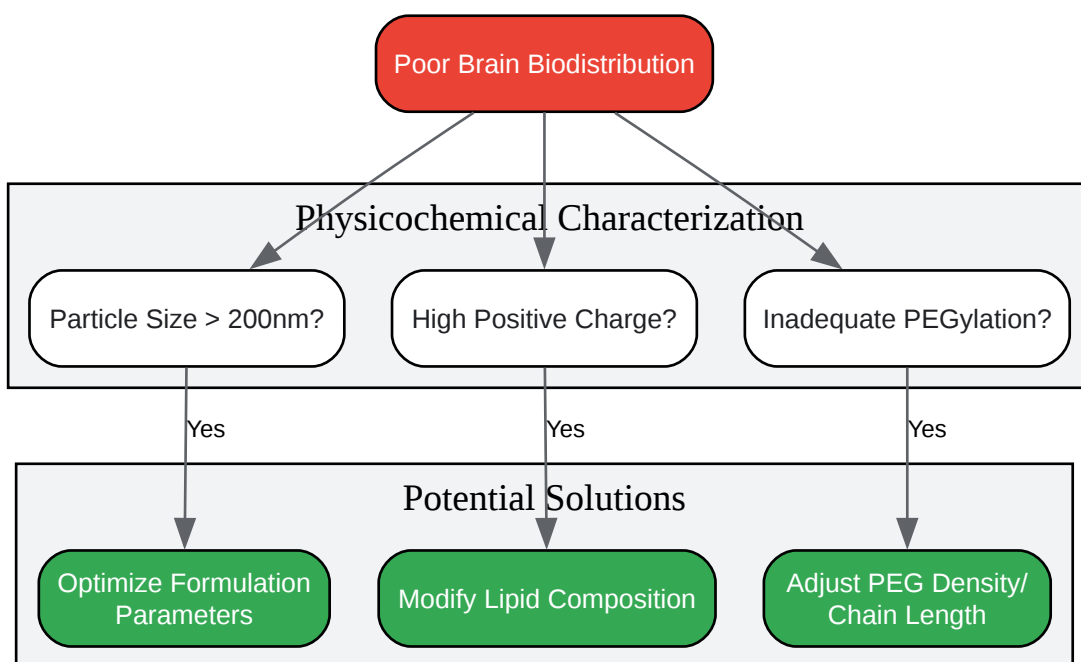 Poor Brain Biodistribution
Physicochemical Characterization
Particle Size > 200nm?
High Positive Charge?
Inadequate PEGylation?
Yes
Yes
Yes
Potential Solutions
Optimize Formulation
Parameters
Modify Lipid Composition
Adjust PEG Density/
Chain Length